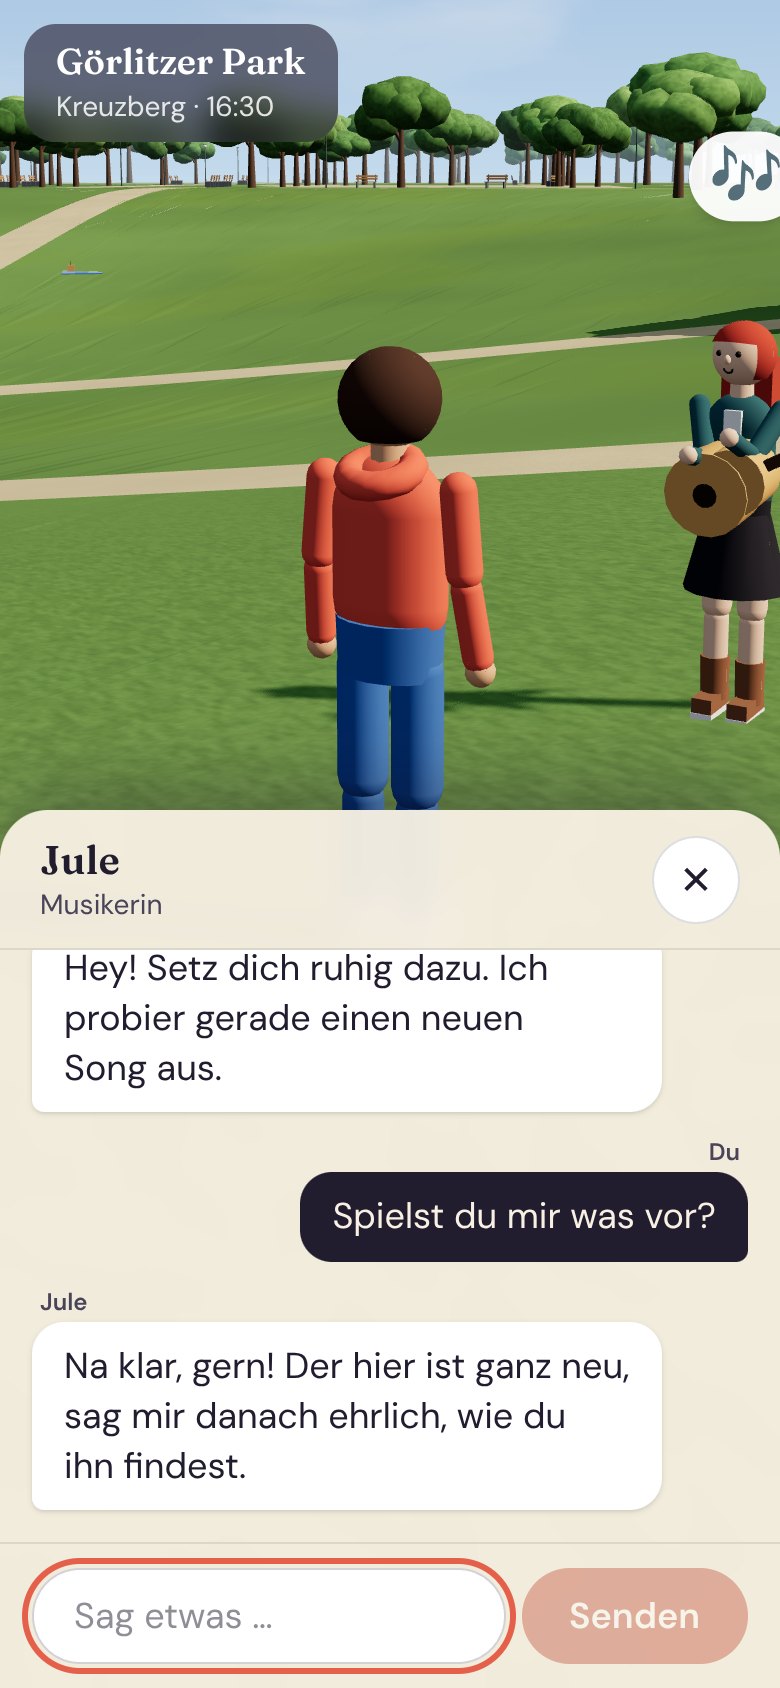 Görlitzer Park
Kreuzberg · 16:30
Jule
Musikerin
Hey! Setz dich ruhig dazu. Ich
probier gerade einen neuen
Song aus.
Du
Spielst du mir was vor?
Jule
Na klar, gern! Der hier ist ganz neu,
sag mir danach ehrlich, wie du
ihn findest.
Sag etwas ...
Senden